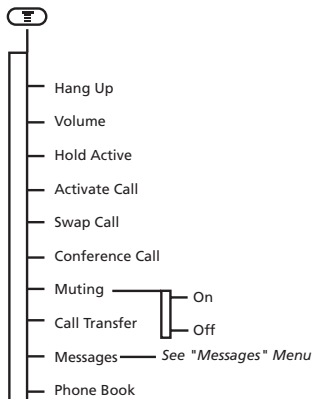 Hang Up
Volume
Hold Active
Activate Call
Swap Call
Conference Call
Muting
On
Off
Call Transfer
Messages
See "Messages" Menu
Phone Book